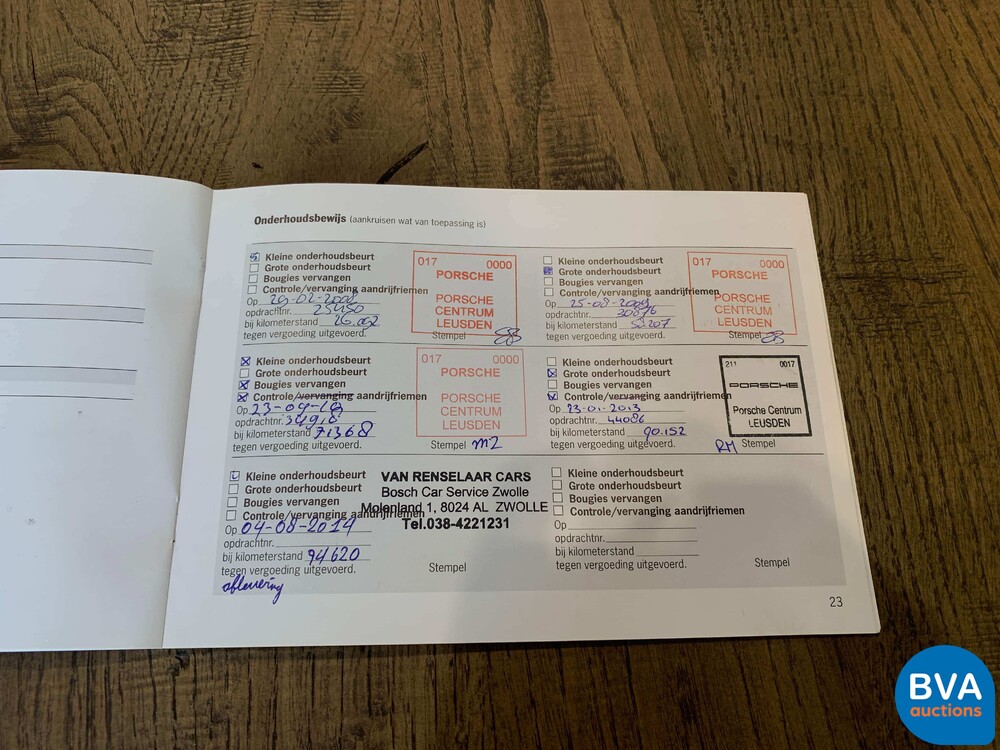 Onderhoudsbewijs (aankruisen wat van toepassing is)
Kleine onderhoudsbeurt
Grote onderhoudsbeurt
Bougies vervangen
Controle/vervanging aandrijfriemen
Op 29-02-2008
opdrachtnr. 25450
bij kilometerstand 26.052
tegen vergoeding uitgevoerd.
Stempel
017 0000
PORSCHE
PORSCHE
CENTRUM
LEUSDEN
Kleine onderhoudsbeurt
Grote onderhoudsbeurt
Bougies vervangen
Controle/vervanging aandrijfriemen
Op 25-08-2009
opdrachtnr. 30876
bij kilometerstand 53207
tegen vergoeding uitgevoerd.
Stempel
017 0000
PORSCHE
PORSCHE
CENTRUM
LEUSDEN
Kleine onderhoudsbeurt
Grote onderhoudsbeurt
Bougies vervangen
Controle/vervanging aandrijfriemen
Op 23-09-10
opdrachtnr. 34918
bij kilometerstand 71368
tegen vergoeding uitgevoerd.
Stempel MZ
017 0000
PORSCHE
PORSCHE
CENTRUM
LEUSDEN
Kleine onderhoudsbeurt
Grote onderhoudsbeurt
Bougies vervangen
Controle/vervanging aandrijfriemen
Op 23-01-2013
opdrachtnr. 44086
bij kilometerstand 90.152
tegen vergoeding uitgevoerd.
RM Stempel
211 0017
PORSCHE
Porsche Centrum
LEUSDEN
Kleine onderhoudsbeurt
Grote onderhoudsbeurt
Bougies vervangen
Controle/vervanging aandrijfriemen
Op 04-08-2014
opdrachtnr.
bij kilometerstand 94620
tegen vergoeding uitgevoerd.
aflevering
Stempel
VAN RENSELAAR CARS
Bosch Car Service Zwolle
Molenland 1, 8024 AL ZWOLLE
Tel.038-4221231
Kleine onderhoudsbeurt
Grote onderhoudsbeurt
Bougies vervangen
Controle/vervanging aandrijfriemen
Op
opdrachtnr.
bij kilometerstand
tegen vergoeding uitgevoerd.
Stempel
23
BVA
auctions